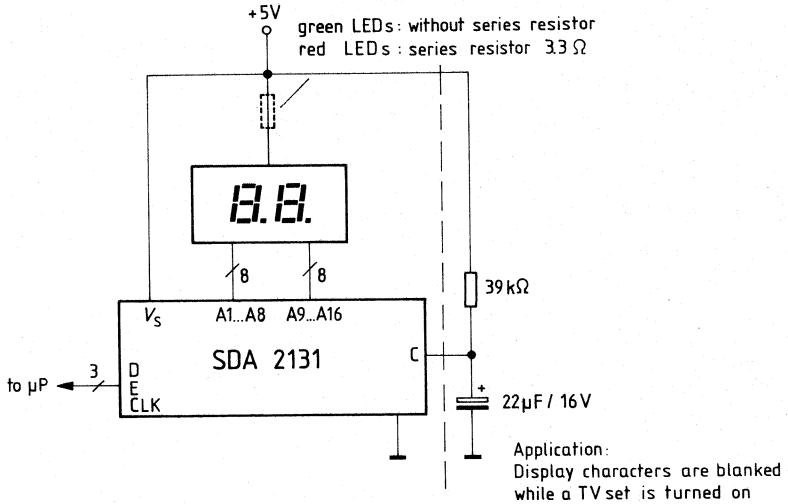 +5V
green LEDs: without series resistor
red LEDs: series resistor 3.3 Ω
8.8.
8
8
39kΩ
Vs
A1...A8
A9...A16
SDA 2131
C
to µP
3
D
E
CLK
+
22µF / 16V
Application:
Display characters are blanked
while a TV set is turned on